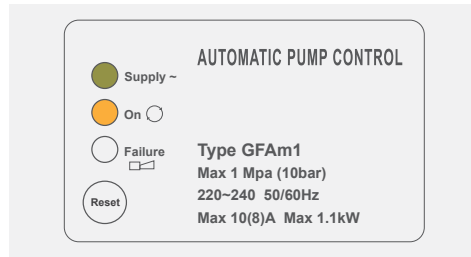 AUTOMATIC PUMP CONTROL
Supply ~
On
Failure
Reset
Type GFAm1
Max 1 Mpa (10bar)
220~240 50/60Hz
Max 10(8)A Max 1.1kW